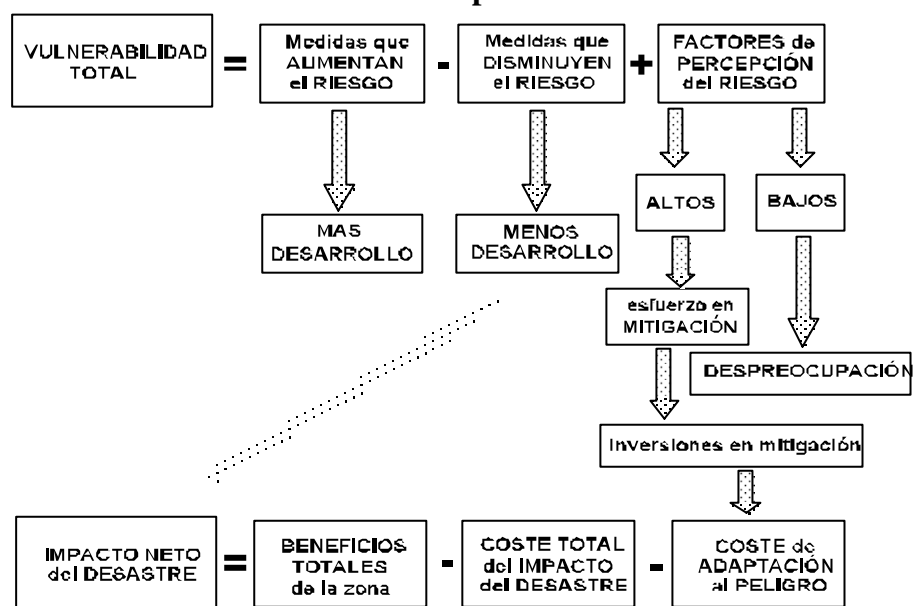 VULNERABILIDAD
TOTAL
=
Medidas que
AUMENTAN
el RIESGO
-
Medidas que
DISMINUYEN
el RIESGO
+
FACTORES de
PERCEPCIÓN
del RIESGO
ALTOS
BAJOS
MAS
DESARROLLO
MENOS
DESARROLLO
esfuerzo en
MITIGACIÓN
DESPREOCUPACIÓN
Inversiones en mitigación
IMPACTO NETO
del DESASTRE
=
BENEFICIOS
TOTALES
de la zona
-
COSTE TOTAL
del IMPACTO
del DESASTRE
-
COSTE de
ADAPTACIÓN
al PELIGRO